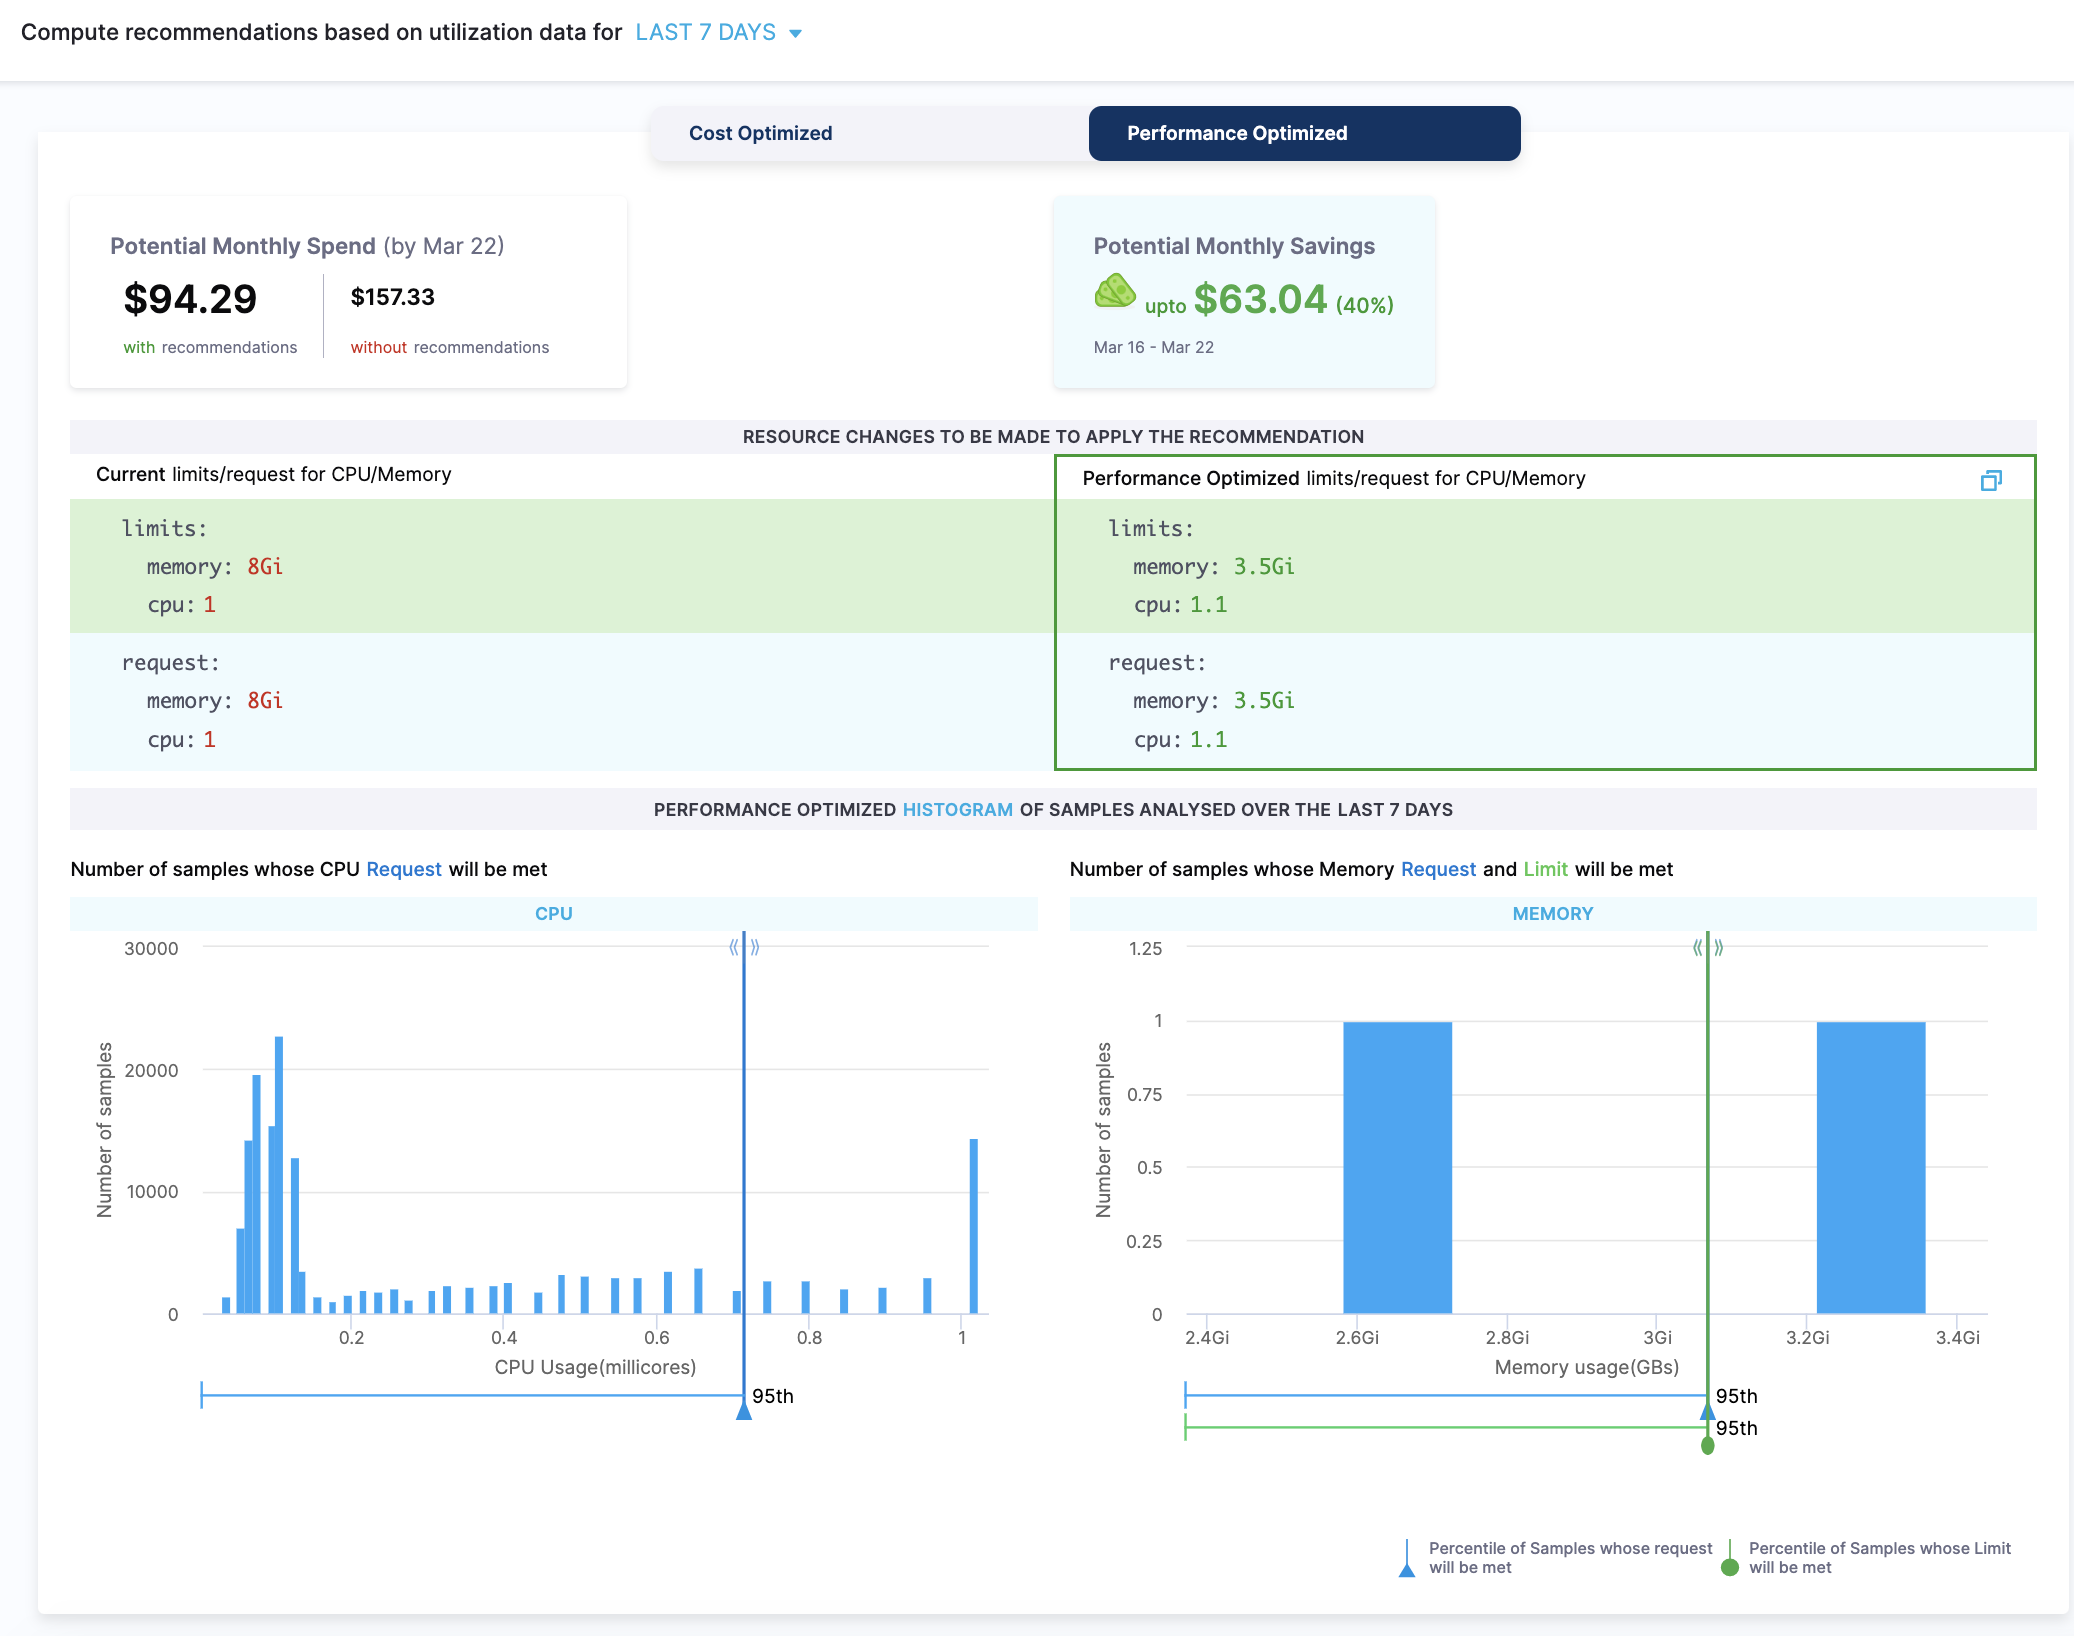 Compute recommendations based on utilization data for LAST 7 DAYS
Cost Optimized
Performance Optimized
Potential Monthly Spend (by Mar 22)
$94.29
with recommendations
$157.33
without recommendations
Potential Monthly Savings
upto $63.04 (40%)
Mar 16 - Mar 22
RESOURCE CHANGES TO BE MADE TO APPLY THE RECOMMENDATION
Current limits/request for CPU/Memory
limits:
memory: 8Gi
cpu: 1
request:
memory: 8Gi
cpu: 1
Performance Optimized limits/request for CPU/Memory
limits:
memory: 3.5Gi
cpu: 1.1
request:
memory: 3.5Gi
cpu: 1.1
PERFORMANCE OPTIMIZED HISTOGRAM OF SAMPLES ANALYSED OVER THE LAST 7 DAYS
Number of samples whose CPU Request will be met
CPU
Number of samples
30000
20000
10000
0
0.2 0.4 0.6 0.8 1
CPU Usage(millicores)
95th
Number of samples whose Memory Request and Limit will be met
MEMORY
Number of samples
1.25
1
0.75
0.5
0.25
0
2.4Gi 2.6Gi 2.8Gi 3Gi 3.2Gi 3.4Gi
Memory usage(GBs)
95th
95th
Percentile of Samples whose request
will be met
Percentile of Samples whose Limit
will be met